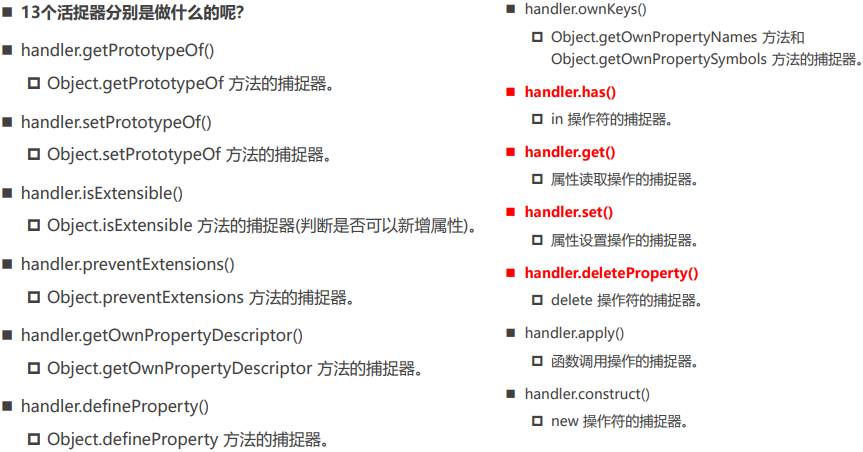 13个活捉器分别是做什么的呢?
handler.getPrototypeOf()
Object.getPrototypeOf 方法的捕捉器。
handler.setPrototypeOf()
Object.setPrototypeOf 方法的捕捉器。
handler.isExtensible()
Object.isExtensible 方法的捕捉器(判断是否可以新增属性)。
handler.preventExtensions()
Object.preventExtensions 方法的捕捉器。
handler.getOwnPropertyDescriptor()
Object.getOwnPropertyDescriptor 方法的捕捉器。
handler.defineProperty()
Object.defineProperty 方法的捕捉器。
handler.ownKeys()
Object.getOwnPropertyNames 方法和
Object.getOwnPropertySymbols 方法的捕捉器。
handler.has()
in 操作符的捕捉器。
handler.get()
属性读取操作的捕捉器。
handler.set()
属性设置操作的捕捉器。
handler.deleteProperty()
delete 操作符的捕捉器。
handler.apply()
函数调用操作的捕捉器。
handler.construct()
new 操作符的捕捉器。